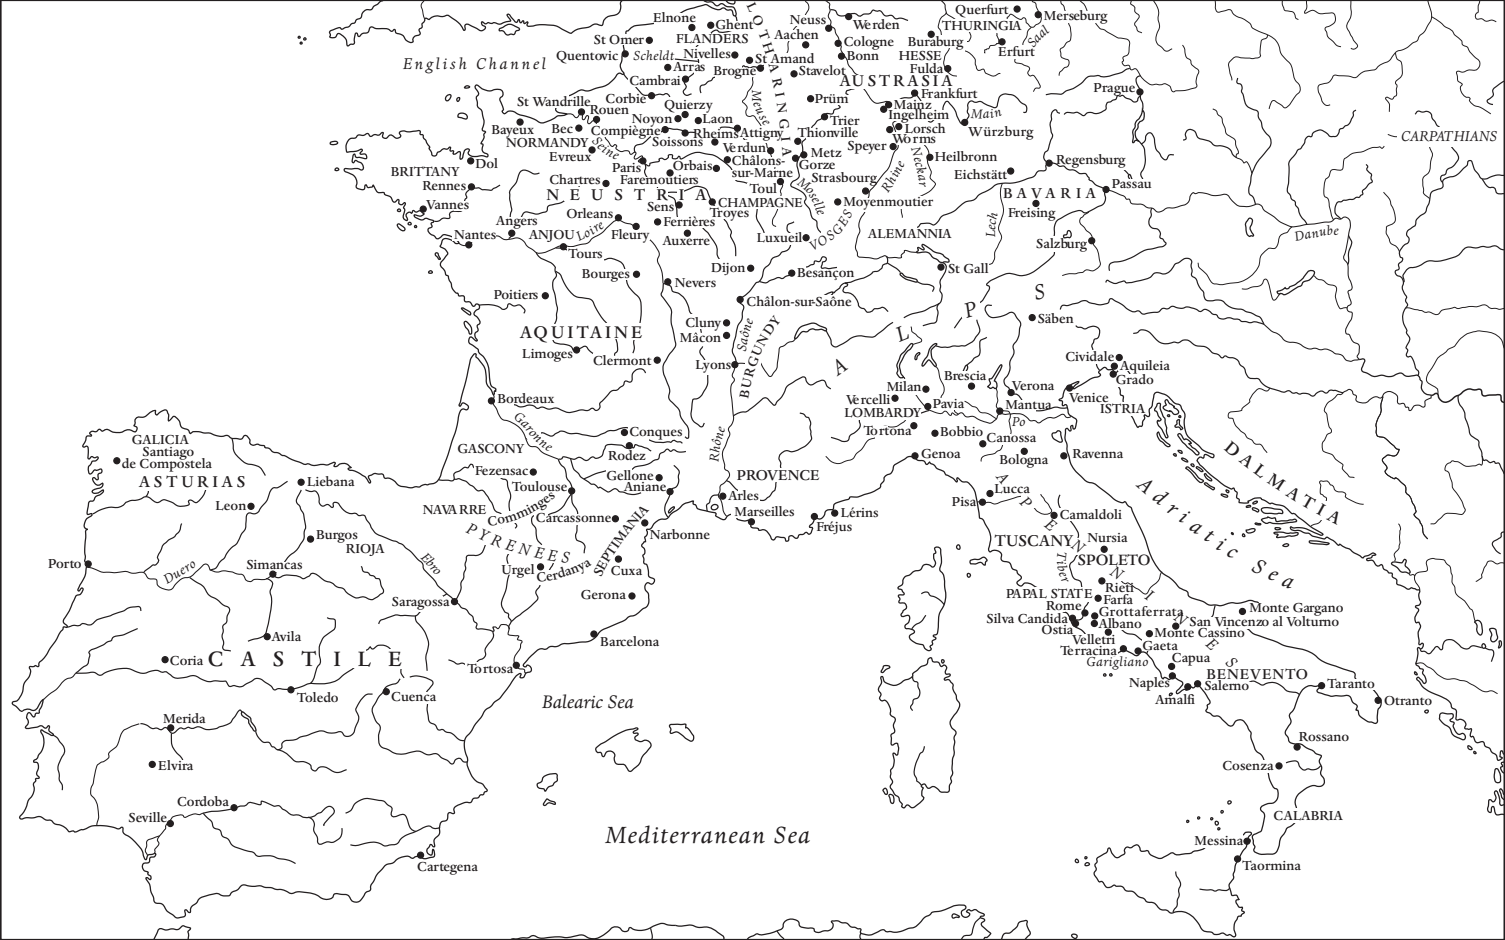 Elnone
Ghent
St Omer
FLANDERS
Quentovic
Scheldt
Nivelles
Arras
Brogne
St Amand
Cambrai
LOTHARINGIA
Neuss
Werden
Aachen
Cologne
Bonn
Stavelot
AUSTRASIA
Querfurt
THURINGIA
Merseburg
Buraburg
Saal
Erfurt
HESSE
Fulda
Frankfurt
Prague
English Channel
St Wandrille
Rouen
Corbie
Quierzy
Noyon
Laon
Meuse
Prüm
Mainz
Ingelheim
Main
Bayeux
Bec
Compiègne
Rheims
Attigny
Trier
Thionville
Lorsch
Worms
Würzburg
CARPATHIANS
NORMANDY
Seine
Soissons
Verdun
Metz
Speyer
Evreux
Paris
Orbais
Châlons-
sur-Marne
Gorze
Rhine
Neckar
Heilbronn
Regensburg
Dol
BRITTANY
Rennes
Chartres
Faremoutiers
Toul
Moselle
Strasbourg
Eichstätt
Passau
NEUSTRIA
Sens
CHAMPAGNE
Troyes
Moyenmoutier
BAVARIA
Vannes
Orleans
Ferrières
Freising
Angers
ANJOU
Loire
Fleury
Auxerre
Luxeuil
VOSGES
ALEMANNIA
Lech
Salzburg
Danube
Nantes
Tours
Bourges
Dijon
Besançon
St Gall
Nevers
Poitiers
Châlon-sur-Saône
ALPS
AQUITAINE
Cluny
Mâcon
Saône
BURGUNDY
Säben
Limoges
Clermont
Lyons
Cividale
Aquileia
Grado
Bordeaux
Milan
Brescia
Verona
Venice
ISTRIA
Vercelli
LOMBARDY
Pavia
Mantua
Po
Garonne
Conques
Tortona
Bobbio
Canossa
GALICIA
Santiago
de Compostela
GASCONY
Rodez
Rhône
Bologna
Ravenna
Genoa
DALMATIA
Fezensac
Gellone
PROVENCE
ASTURIAS
Liebana
Toulouse
Aniane
Arles
Lucca
Pisa
Adriatic Sea
Leon
NAVARRE
Comminges
Carcassonne
SEPTIMANIA
Marseilles
Lérins
Fréjus
APENNINES
Camaldoli
Burgos
RIOJA
PYRENEES
Narbonne
TUSCANY
Nursia
Porto
Duero
Simancas
Ebro
Urgel
Cerdanya
Cuxa
Tiber
SPOLETO
Saragossa
Gerona
PAPAL STATE
Rieti
Farfa
Rome
Grottaferrata
Monte Gargano
Silva Candida
Albano
San Vincenzo al Volturno
Ostia
Velletri
Monte Cassino
Avila
Barcelona
Terracina
Gaeta
Coria
CASTILE
Tortosa
Garigliano
Capua
Toledo
Cuenca
Naples
Salerno
BENEVENTO
Taranto
Amalfi
Otranto
Balearic Sea
Merida
Rossano
Elvira
Cosenza
Cordoba
Seville
CALABRIA
Mediterranean Sea
Messina
Cartegena
Taormina